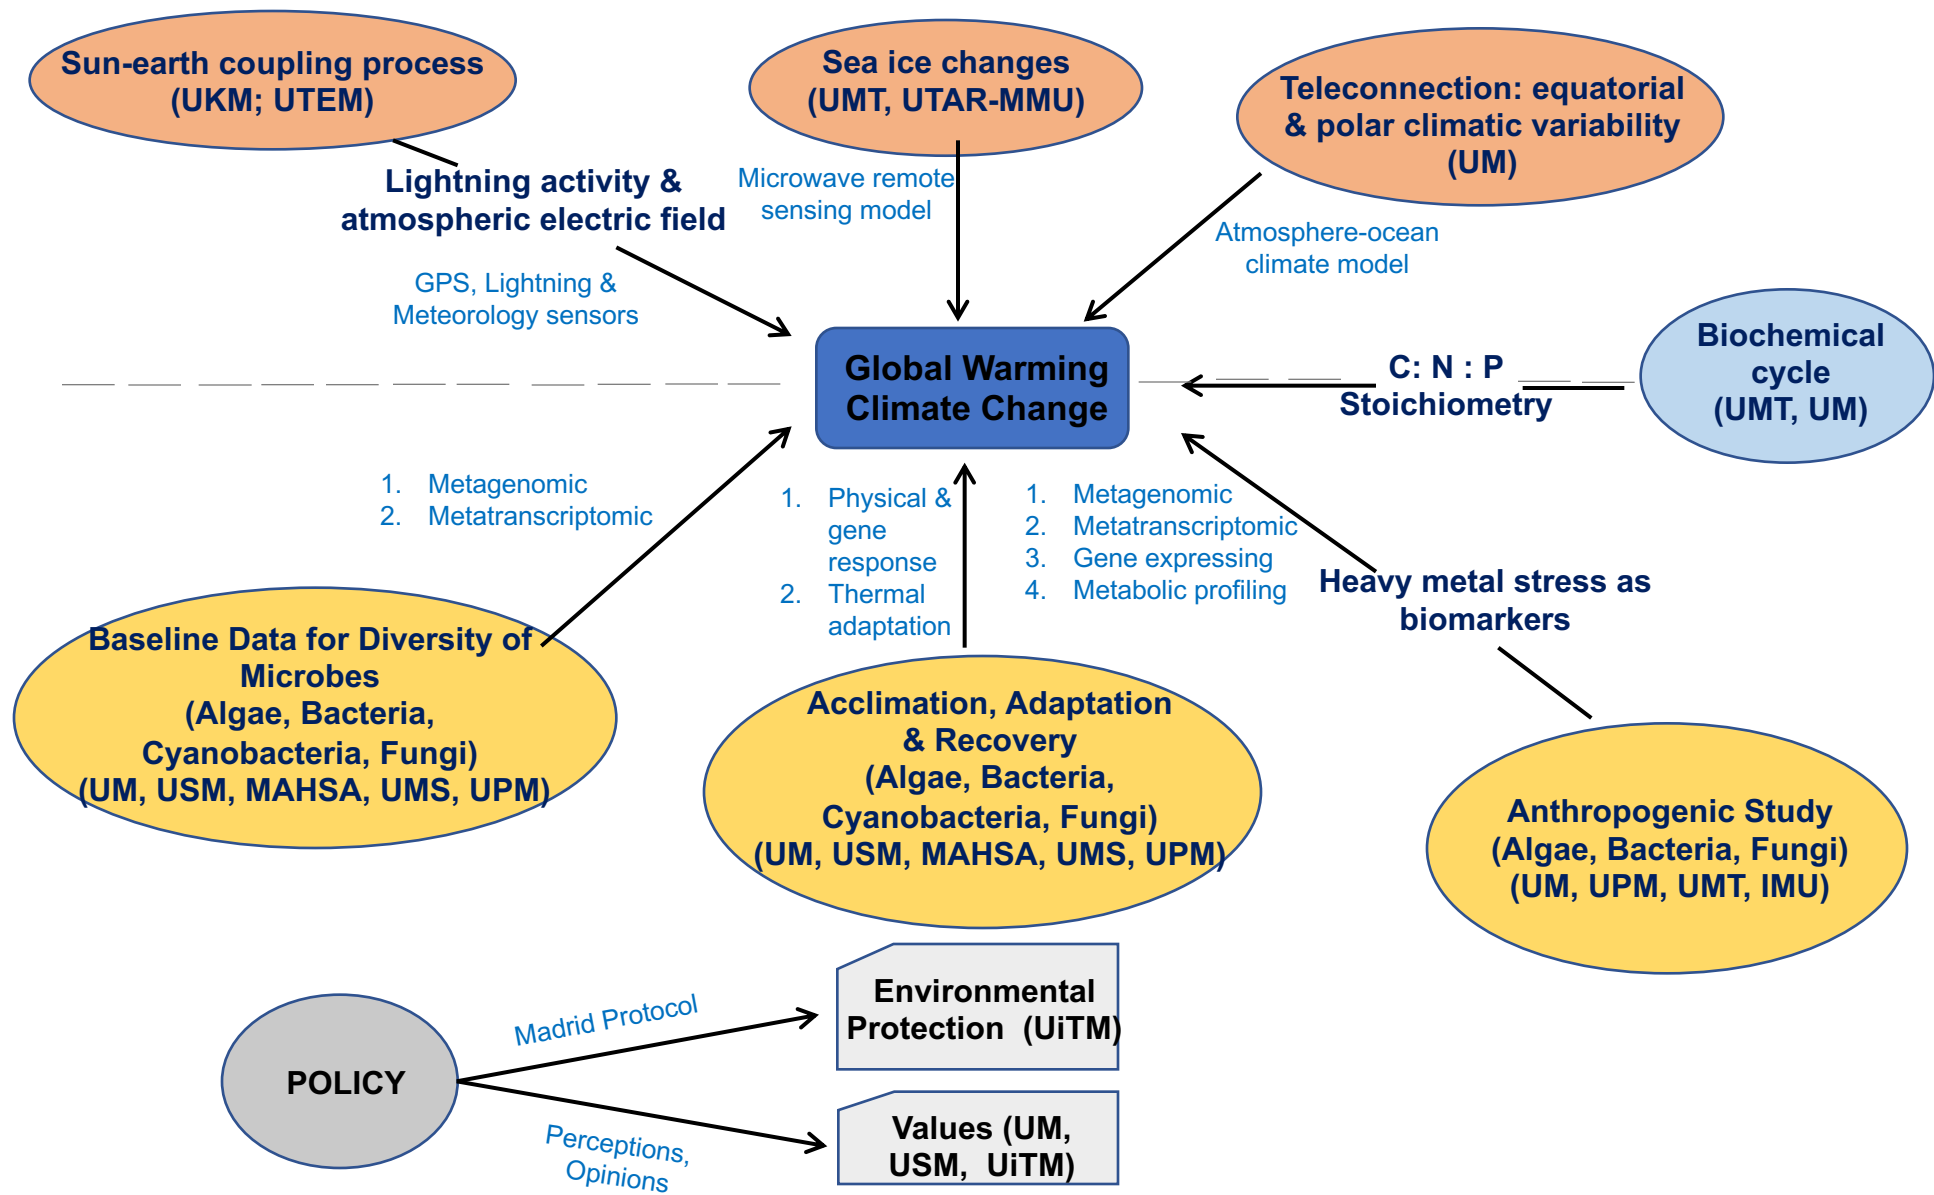 Sun-earth coupling process
(UKM; UTEM)
Sea ice changes
(UMT, UTAR-MMU)
Teleconnection: equatorial
& polar climatic variability
(UM)
Lightning activity &
atmospheric electric field
Microwave remote
sensing model
Atmosphere-ocean
climate model
GPS, Lightning &
Meteorology sensors
Global Warming
Climate Change
C: N : P
Stoichiometry
Biochemical
cycle
(UMT, UM)
1. Metagenomic
2. Metatranscriptomic
1. Physical &
gene
response
2. Thermal
adaptation
1. Metagenomic
2. Metatranscriptomic
3. Gene expressing
4. Metabolic profiling
Heavy metal stress as
biomarkers
Baseline Data for Diversity of
Microbes
(Algae, Bacteria,
Cyanobacteria, Fungi)
(UM, USM, MAHSA, UMS, UPM)
Acclimation, Adaptation
& Recovery
(Algae, Bacteria,
Cyanobacteria, Fungi)
(UM, USM, MAHSA, UMS, UPM)
Anthropogenic Study
(Algae, Bacteria, Fungi)
(UM, UPM, UMT, IMU)
POLICY
Madrid Protocol
Environmental
Protection (UiTM)
Perceptions,
Opinions
Values (UM,
USM, UiTM)